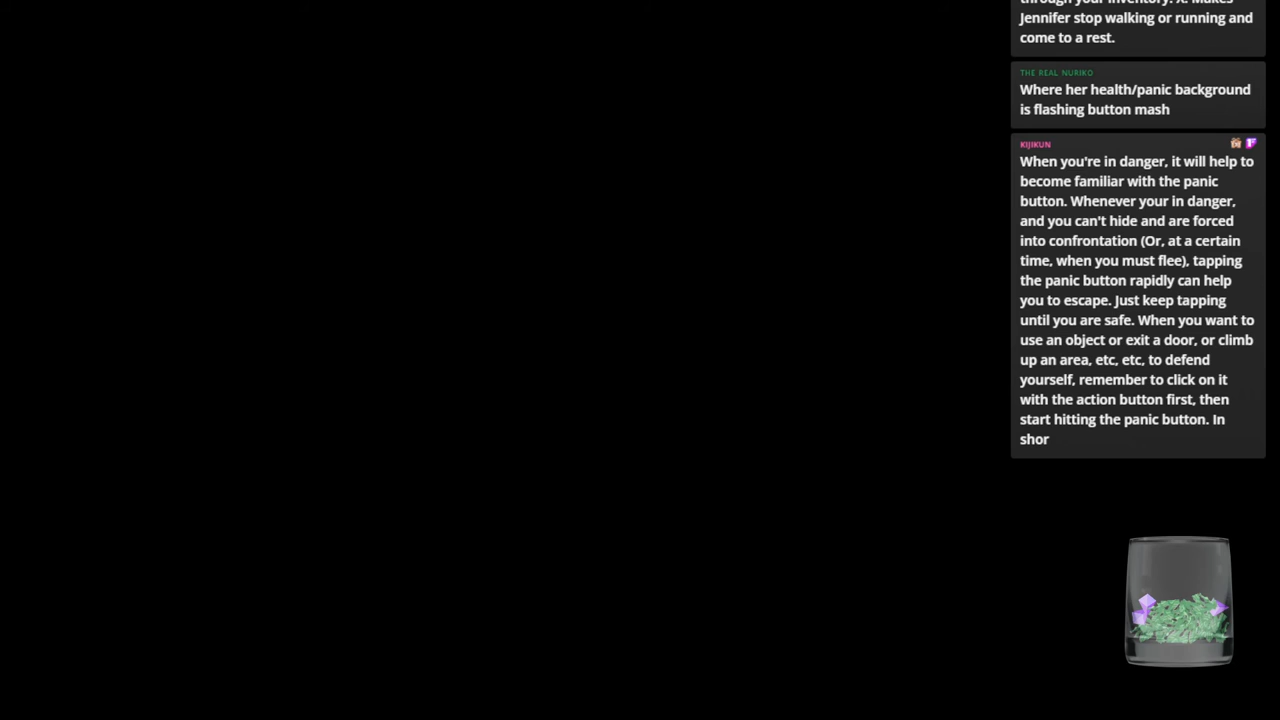 through your inventory. X: Makes
Jennifer stop walking or running and
come to a rest.
THE REAL NURIKO
Where her health/panic background
is flashing button mash
KIJIKUN
When you're in danger, it will help to
become familiar with the panic
button. Whenever your in danger,
and you can't hide and are forced
into confrontation (Or, at a certain
time, when you must flee), tapping
the panic button rapidly can help
you to escape. Just keep tapping
until you are safe. When you want to
use an object or exit a door, or climb
up an area, etc, etc, to defend
yourself, remember to click on it
with the action button first, then
start hitting the panic button. In
shor